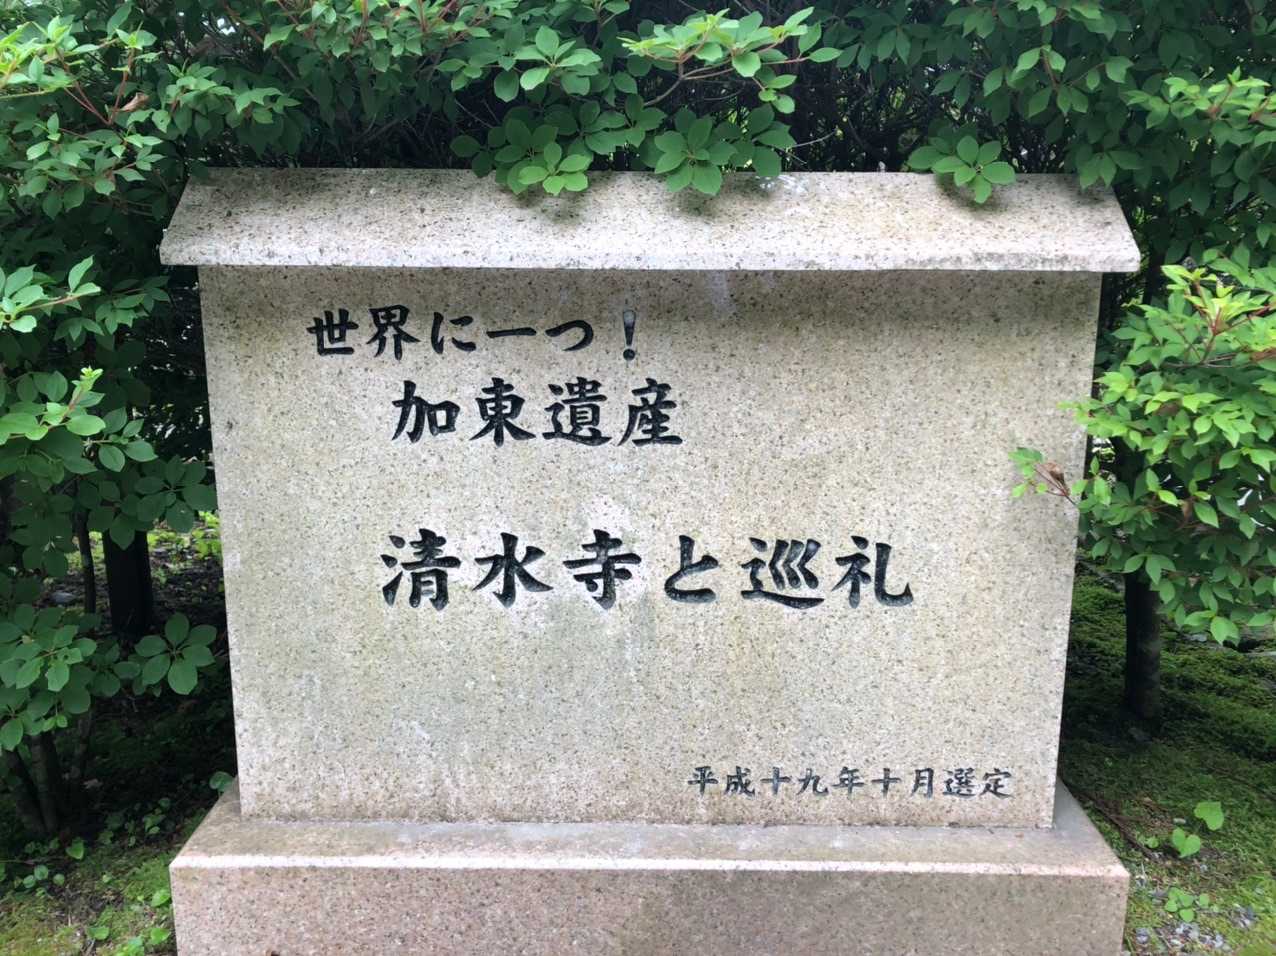 世界に一つ！
加東遺産
清水寺と巡礼
平成十九年十月選定